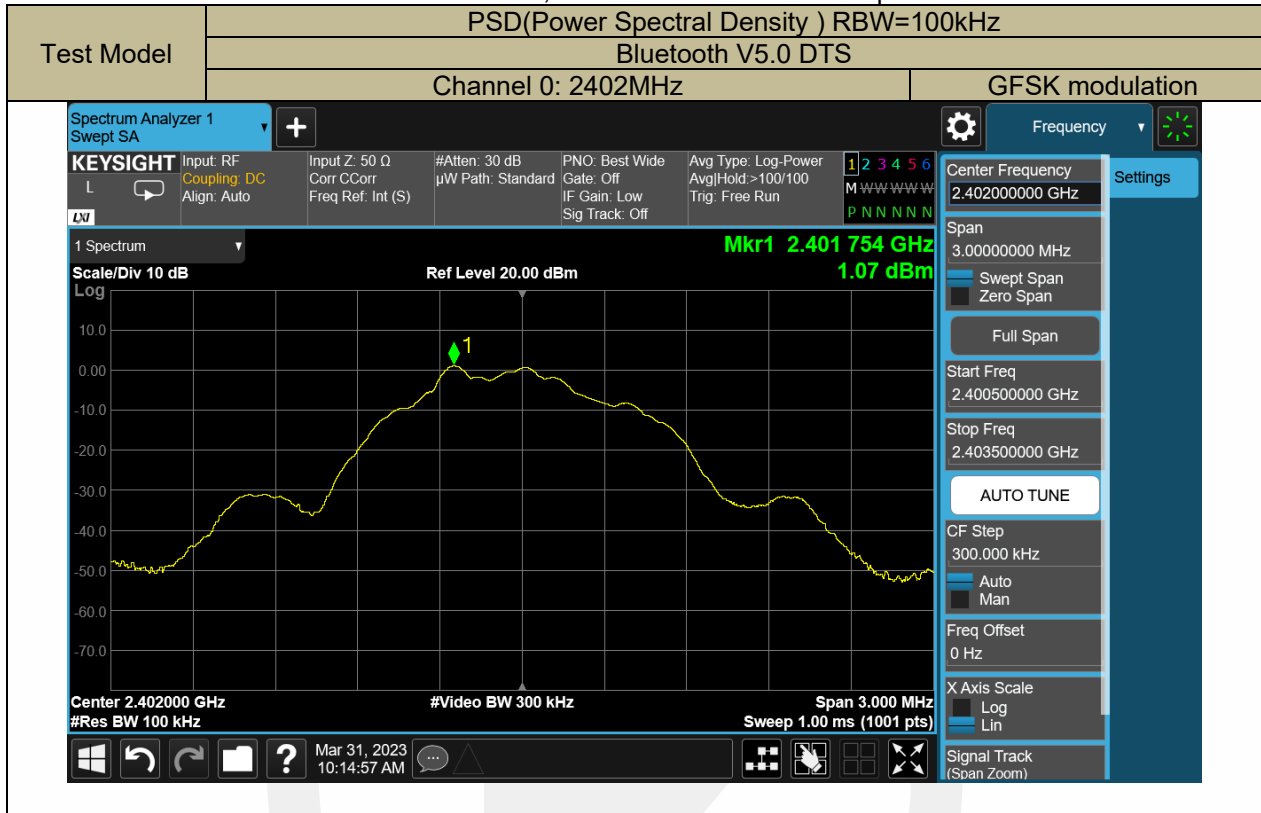 PSD(Power Spectral Density ) RBW=100kHz
Test Model
Bluetooth V5.0 DTS
Channel 0: 2402MHz
GFSK modulation
Spectrum Analyzer 1
Swept SA
Frequency
KEYSIGHT
L
LXI
Input: RF
Coupling: DC
Align: Auto
Input Z: 50 Ω
Corr CCorr
Freq Ref: Int (S)
#Atten: 30 dB
µW Path: Standard
PNO: Best Wide
Gate: Off
IF Gain: Low
Sig Track: Off
Avg Type: Log-Power
Avg|Hold:>100/100
Trig: Free Run
1 2 3 4 5 6
M W W W W W
P N N N N N
1 Spectrum
Scale/Div 10 dB
Log
Ref Level 20.00 dBm
Mkr1 2.401 754 GHz
1.07 dBm
1
10.0
0.00
-10.0
-20.0
-30.0
-40.0
-50.0
-60.0
-70.0
Center 2.402000 GHz
#Res BW 100 kHz
#Video BW 300 kHz
Span 3.000 MHz
Sweep 1.00 ms (1001 pts)
Center Frequency
2.402000000 GHz
Settings
Span
3.00000000 MHz
Swept Span
Zero Span
Full Span
Start Freq
2.400500000 GHz
Stop Freq
2.403500000 GHz
AUTO TUNE
CF Step
300.000 kHz
Auto
Man
Freq Offset
0 Hz
X Axis Scale
Log
Lin
Signal Track
(Span Zoom)
?
Mar 31, 2023
10:14:57 AM